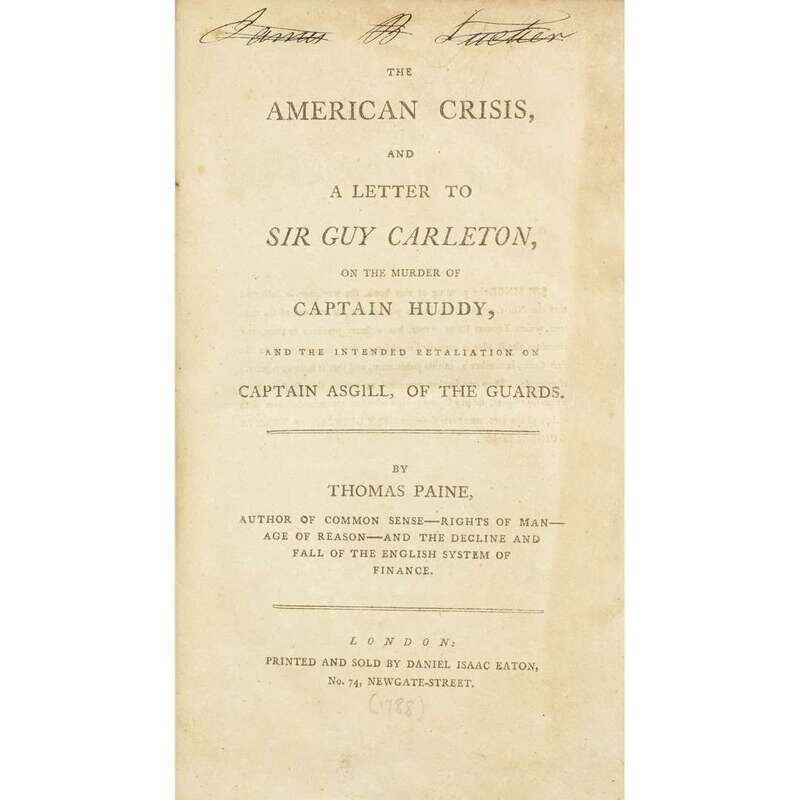 James B Tucker
THE
AMERICAN CRISIS,
AND
A LETTER TO
SIR GUY CARLETON,
ON THE MURDER OF
CAPTAIN HUDDY,
AND THE INTENDED RETALIATION ON
CAPTAIN ASGILL, OF THE GUARDS.
BY
THOMAS PAINE,
AUTHOR OF COMMON SENSE—RIGHTS OF MAN—
AGE OF REASON—AND THE DECLINE AND
FALL OF THE ENGLISH SYSTEM OF
FINANCE.
LONDON:
PRINTED AND SOLD BY DANIEL ISAAC EATON,
No. 74, NEWGATE-STREET.
(1788)